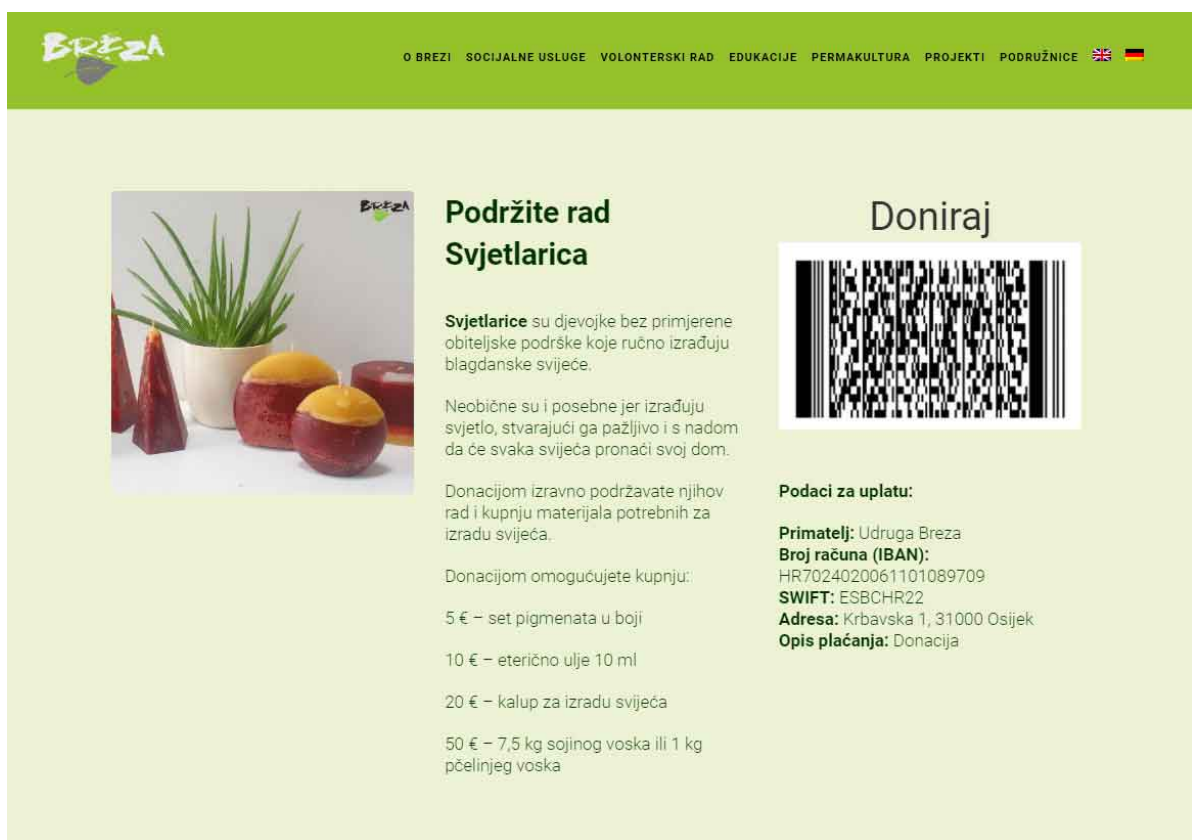 BREZA
O BREZI SOCIJALNE USLUGE VOLONTERSKI RAD EDUKACIJE PERMAKULTURA PROJEKTI PODRUŽNICE
BREZA
Podržite rad
Svjetlarica
Svjetlarice su djevojke bez primjerene
obiteljske podrške koje ručno izrađuju
blagdanske svijeće.
Neobične su i posebne jer izrađuju
svjetlo, stvarajući ga pažljivo i s nadom
da će svaka svijeća pronaći svoj dom.
Donacijom izravno podržavate njihov
rad i kupnju materijala potrebnih za
izradu svijeća.
Donacijom omogućujete kupnju:
5 € – set pigmenata u boji
10 € – eterično ulje 10 ml
20 € – kalup za izradu svijeća
50 € – 7,5 kg sojinog voska ili 1 kg
pčelinjeg voska
Doniraj
Podaci za uplatu:
Primatelj: Udruga Breza
Broj računa (IBAN):
HR7024020061101089709
SWIFT: ESBCHR22
Adresa: Krbavska 1, 31000 Osijek
Opis plaćanja: Donacija